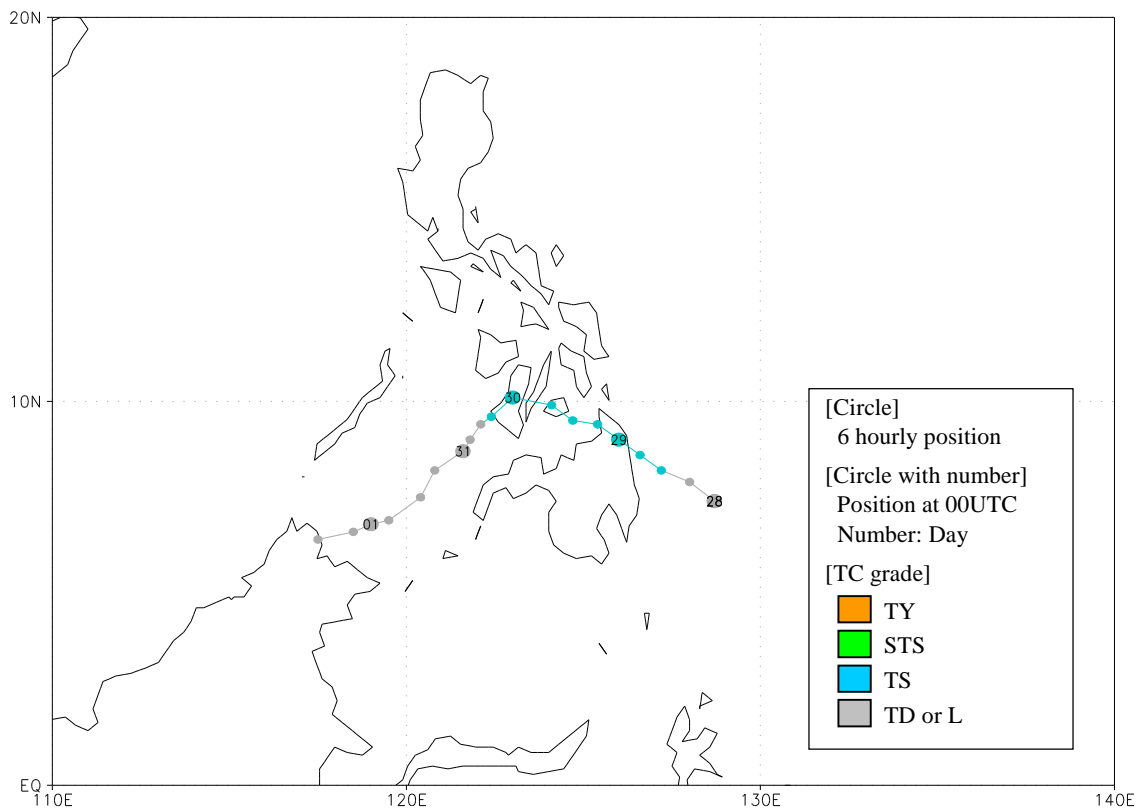 20N
30
10N
29
31
28
01
EQ
110E
120E
130E
140E
[Circle]
6 hourly position
[Circle with number]
Position at 00UTC
Number: Day
[TC grade]
TY
STS
TS
TD or L